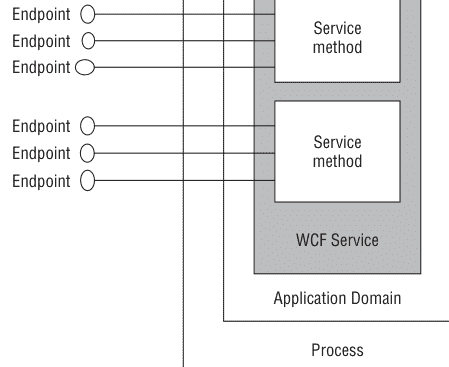 Endpoint
Endpoint
Endpoint
Service
method
Endpoint
Endpoint
Endpoint
Service
method
WCF Service
Application Domain
Process